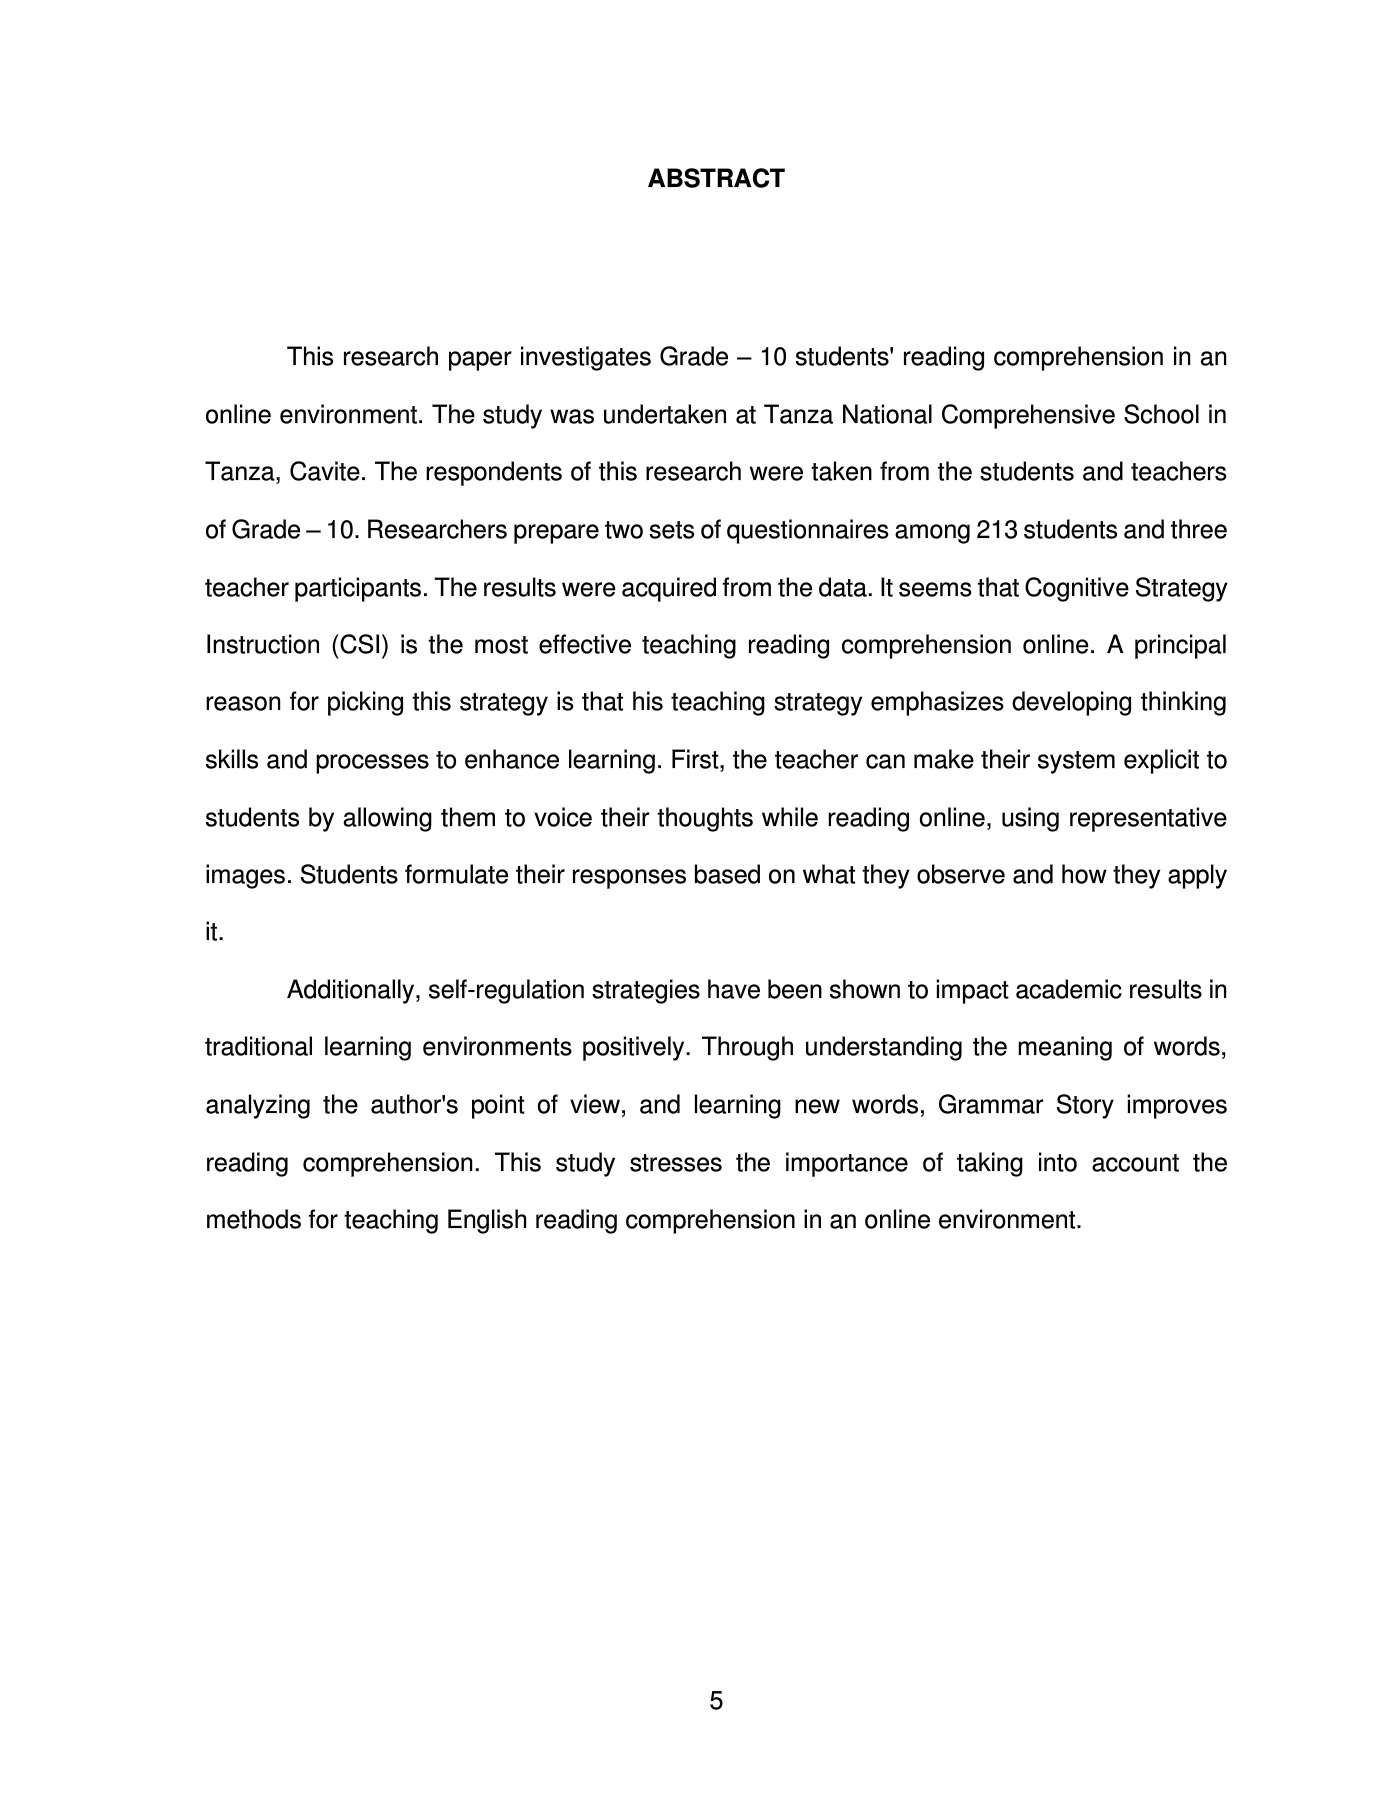 ABSTRACT
This research paper investigates Grade – 10 students' reading comprehension in an
online environment. The study was undertaken at Tanza National Comprehensive School in
Tanza, Cavite. The respondents of this research were taken from the students and teachers
of Grade – 10. Researchers prepare two sets of questionnaires among 213 students and three
teacher participants. The results were acquired from the data. It seems that Cognitive Strategy
Instruction (CSI) is the most effective teaching reading comprehension online. A principal
reason for picking this strategy is that his teaching strategy emphasizes developing thinking
skills and processes to enhance learning. First, the teacher can make their system explicit to
students by allowing them to voice their thoughts while reading online, using representative
images. Students formulate their responses based on what they observe and how they apply
it.
Additionally, self-regulation strategies have been shown to impact academic results in
traditional learning environments positively. Through understanding the meaning of words,
analyzing the author's point of view, and learning new words, Grammar Story improves
reading comprehension. This study stresses the importance of taking into account the
methods for teaching English reading comprehension in an online environment.
5